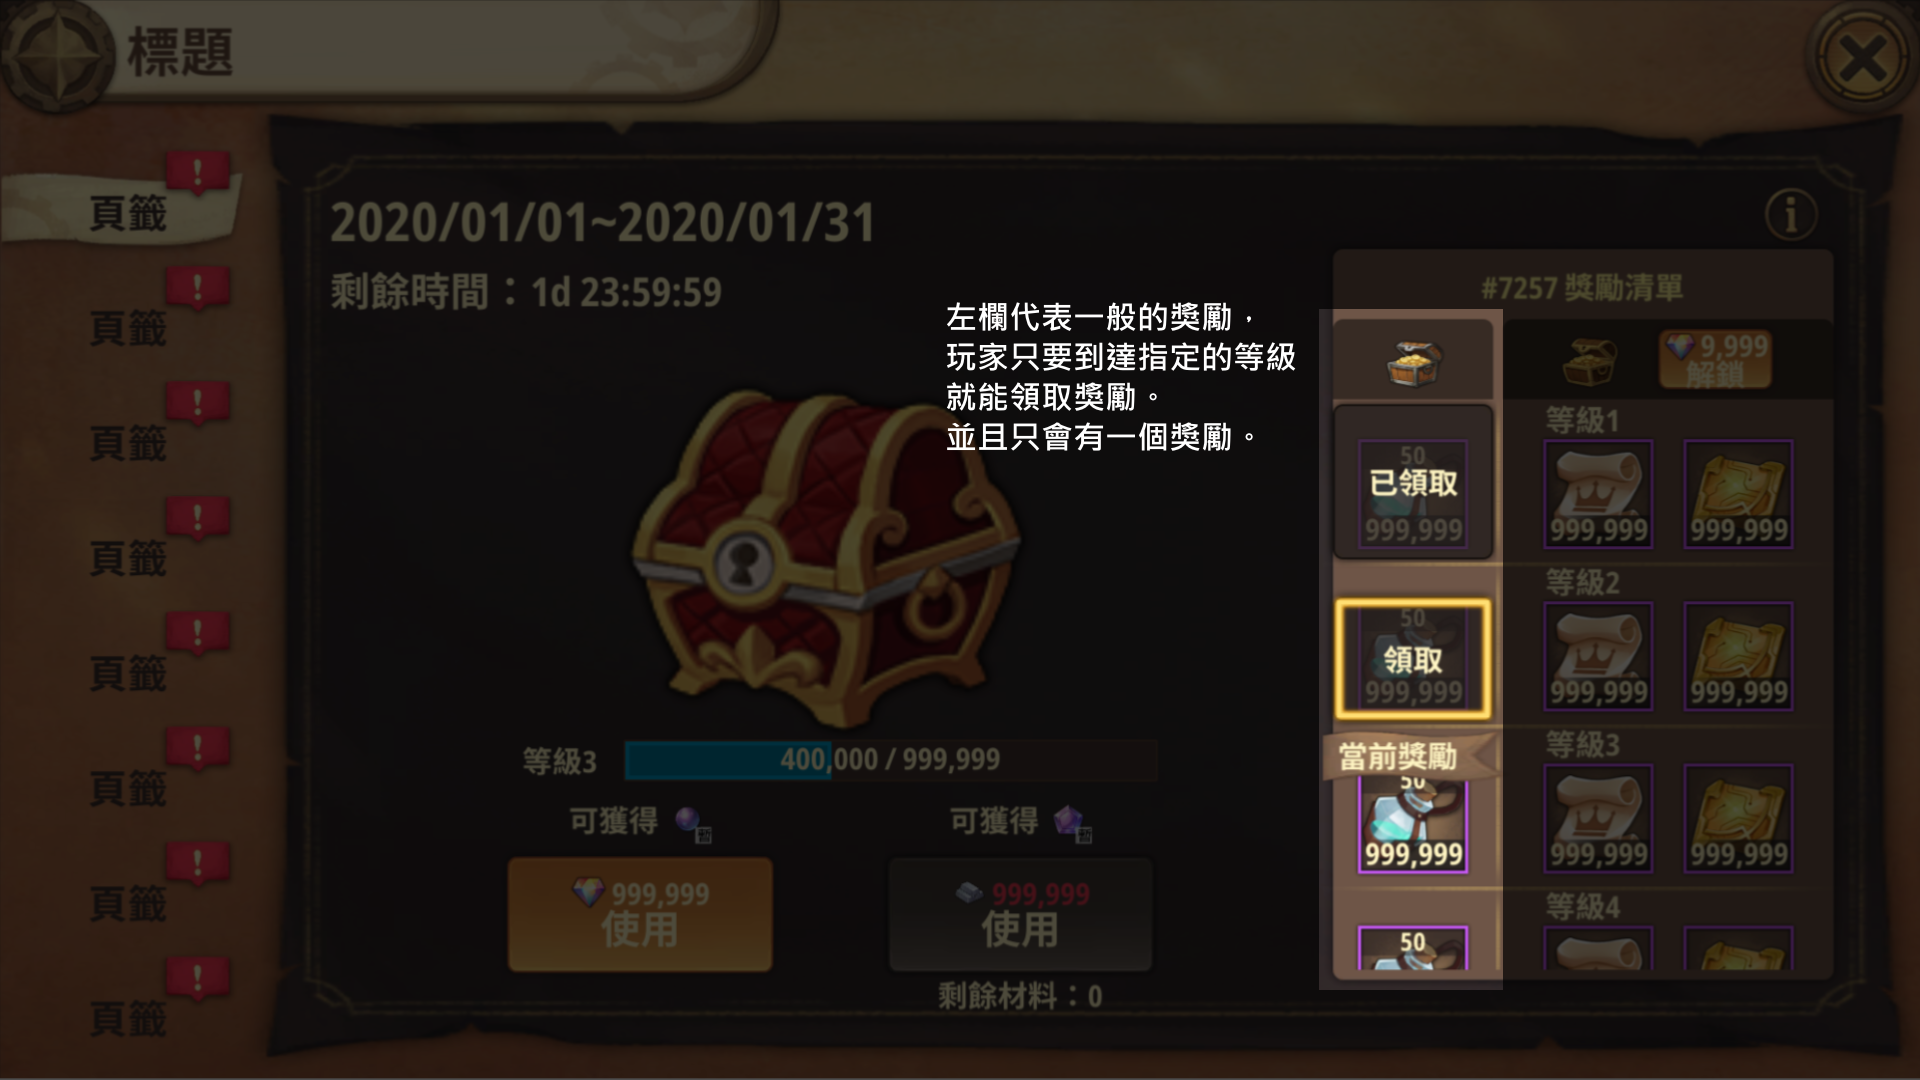 標題
頁籤
頁籤
頁籤
頁籤
頁籤
頁籤
頁籤
頁籤
2020/01/01~2020/01/31
剩餘時間：1d 23:59:59
左欄代表一般的獎勵，
玩家只要到達指定的等級
就能領取獎勵。
並且只會有一個獎勵。
等級3
400,000 / 999,999
可獲得
999,999
使用
可獲得
999,999
使用
剩餘材料：0
#7257 獎勵清單
9,999
解鎖
50
已領取
999,999
等級1
999,999
999,999
50
領取
999,999
等級2
999,999
999,999
當前獎勵
50
999,999
等級3
999,999
999,999
50
等級4